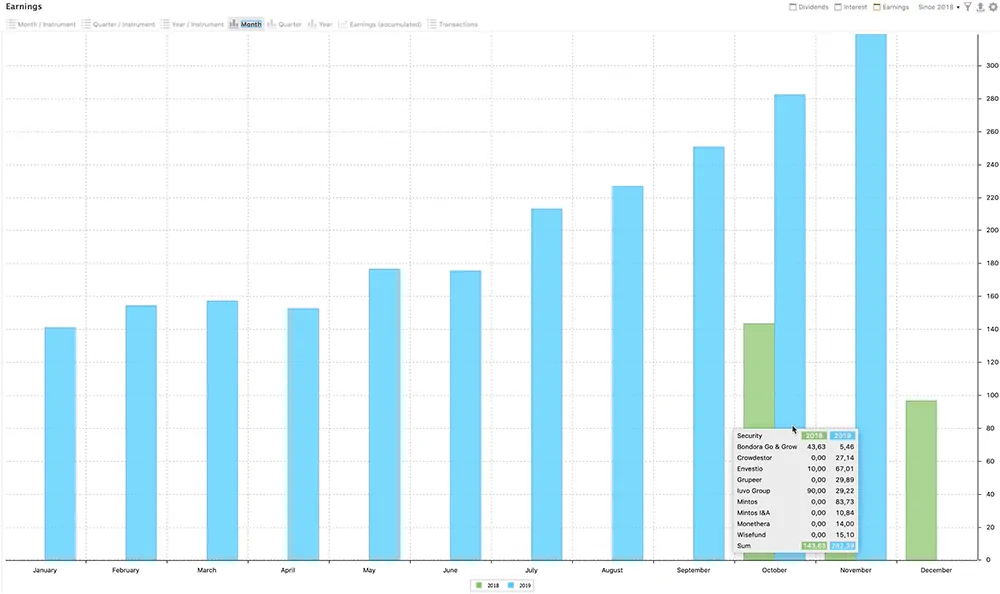 Earnings
Dividends Interest Earnings Since 2018
Month / Instrument Quarter / Instrument Year / Instrument Month Quarter Year Earnings (accumulated) Transactions
300
280
260
240
220
200
180
160
140
120
100
80
60
40
20
0
Security 2018 2019
Bondora Go & Grow 43,63 5,46
Crowdestor 0,00 27,14
Envestio 10,00 67,01
Grupeer 0,00 29,89
Iuvo Group 90,00 29,22
Mintos 0,00 83,73
Mintos I&A 0,00 10,84
Monethera 0,00 14,00
Wisefund 0,00 15,10
Sum 143,63 282,39
January February March April May June July August September October November December
2018 2019